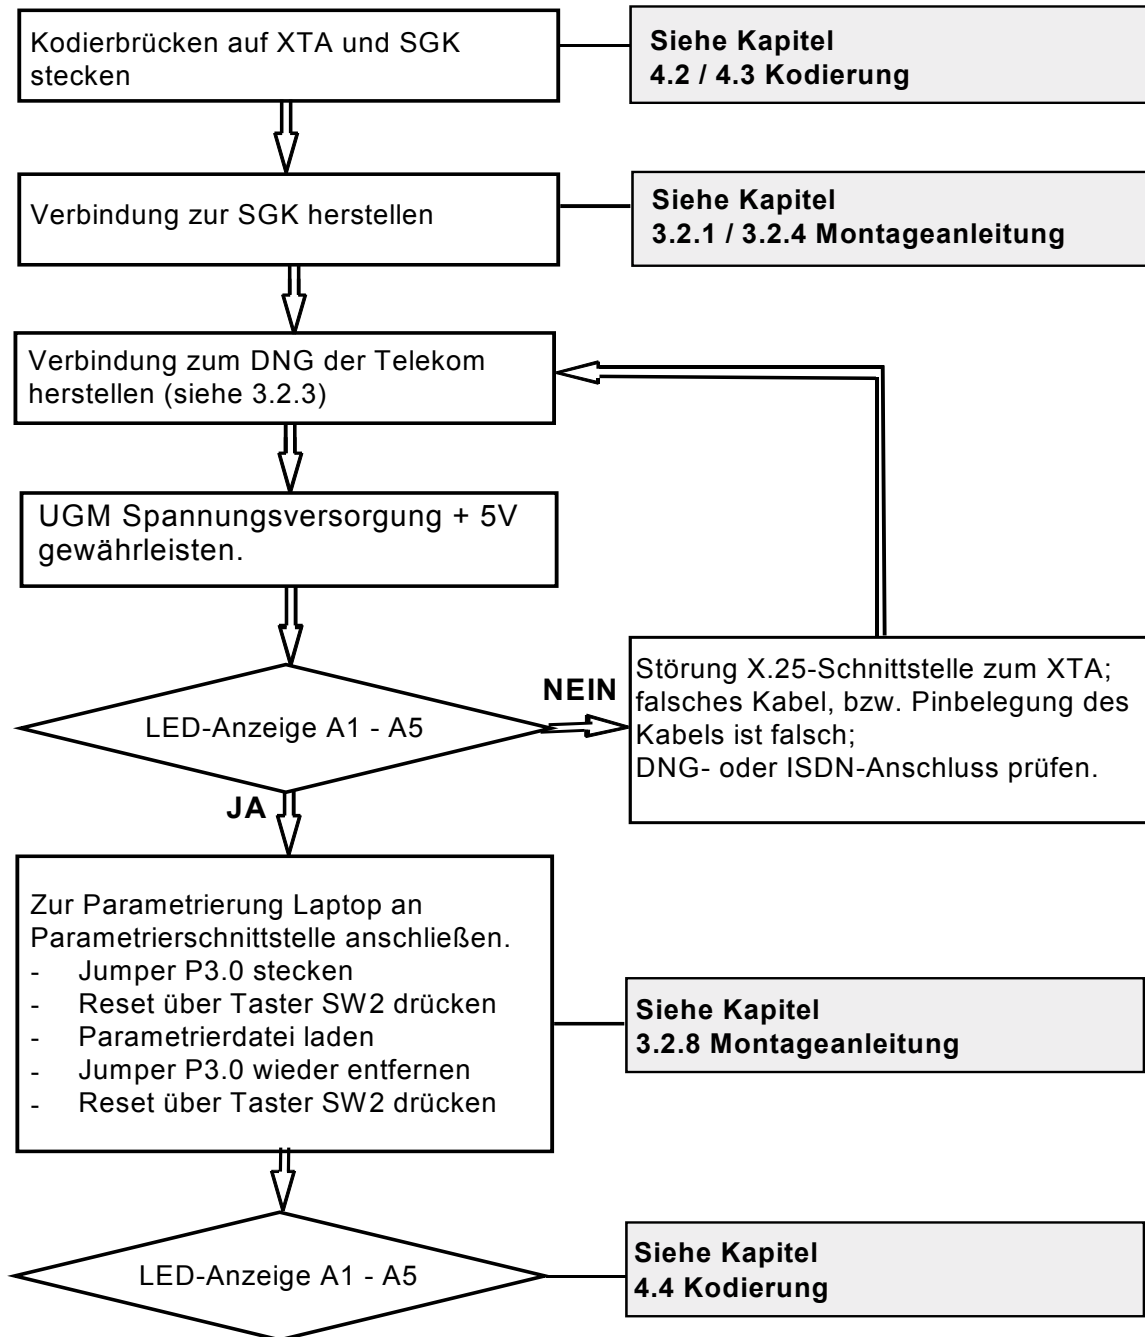 Kodierbrücken auf XTA und SGK
stecken
Siehe Kapitel
4.2 / 4.3 Kodierung
Verbindung zur SGK herstellen
Siehe Kapitel
3.2.1 / 3.2.4 Montageanleitung
Verbindung zum DNG der Telekom
herstellen (siehe 3.2.3)
UGM Spannungsversorgung + 5V
gewährleisten.
LED-Anzeige A1 - A5
NEIN
Störung X.25-Schnittstelle zum XTA;
falsches Kabel, bzw. Pinbelegung des
Kabels ist falsch;
DNG- oder ISDN-Anschluss prüfen.
JA
Zur Parametrierung Laptop an
Parametrierschnittstelle anschließen.
- Jumper P3.0 stecken
- Reset über Taster SW2 drücken
- Parametrierdatei laden
- Jumper P3.0 wieder entfernen
- Reset über Taster SW2 drücken
Siehe Kapitel
3.2.8 Montageanleitung
LED-Anzeige A1 - A5
Siehe Kapitel
4.4 Kodierung